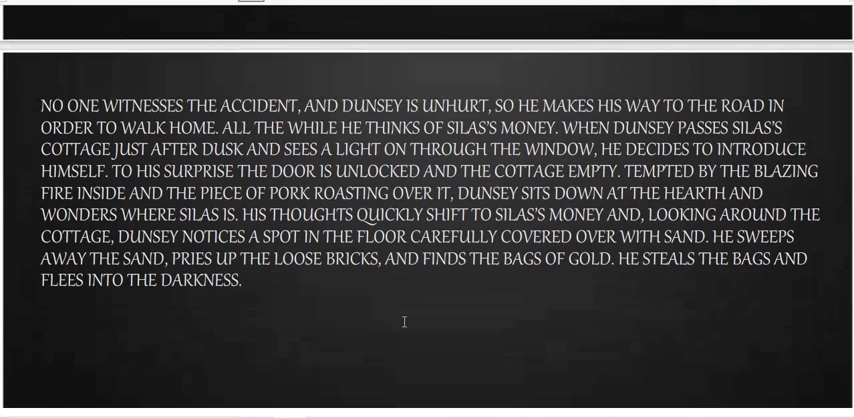 NO ONE WITNESSES THE ACCIDENT, AND DUNSEY IS UNHURT, SO HE MAKES HIS WAY TO THE ROAD IN
ORDER TO WALK HOME. ALL THE WHILE HE THINKS OF SILAS'S MONEY. WHEN DUNSEY PASSES SILAS'S
COTTAGE JUST AFTER DUSK AND SEES A LIGHT ON THROUGH THE WINDOW, HE DECIDES TO INTRODUCE
HIMSELF. TO HIS SURPRISE THE DOOR IS UNLOCKED AND THE COTTAGE EMPTY. TEMPTED BY THE BLAZING
FIRE INSIDE AND THE PIECE OF PORK ROASTING OVER IT, DUNSEY SITS DOWN AT THE HEARTH AND
WONDERS WHERE SILAS IS. HIS THOUGHTS QUICKLY SHIFT TO SILAS'S MONEY AND, LOOKING AROUND THE
COTTAGE, DUNSEY NOTICES A SPOT IN THE FLOOR CAREFULLY COVERED OVER WITH SAND. HE SWEEPS
AWAY THE SAND, PRIES UP THE LOOSE BRICKS, AND FINDS THE BAGS OF GOLD. HE STEALS THE BAGS AND
FLEES INTO THE DARKNESS.